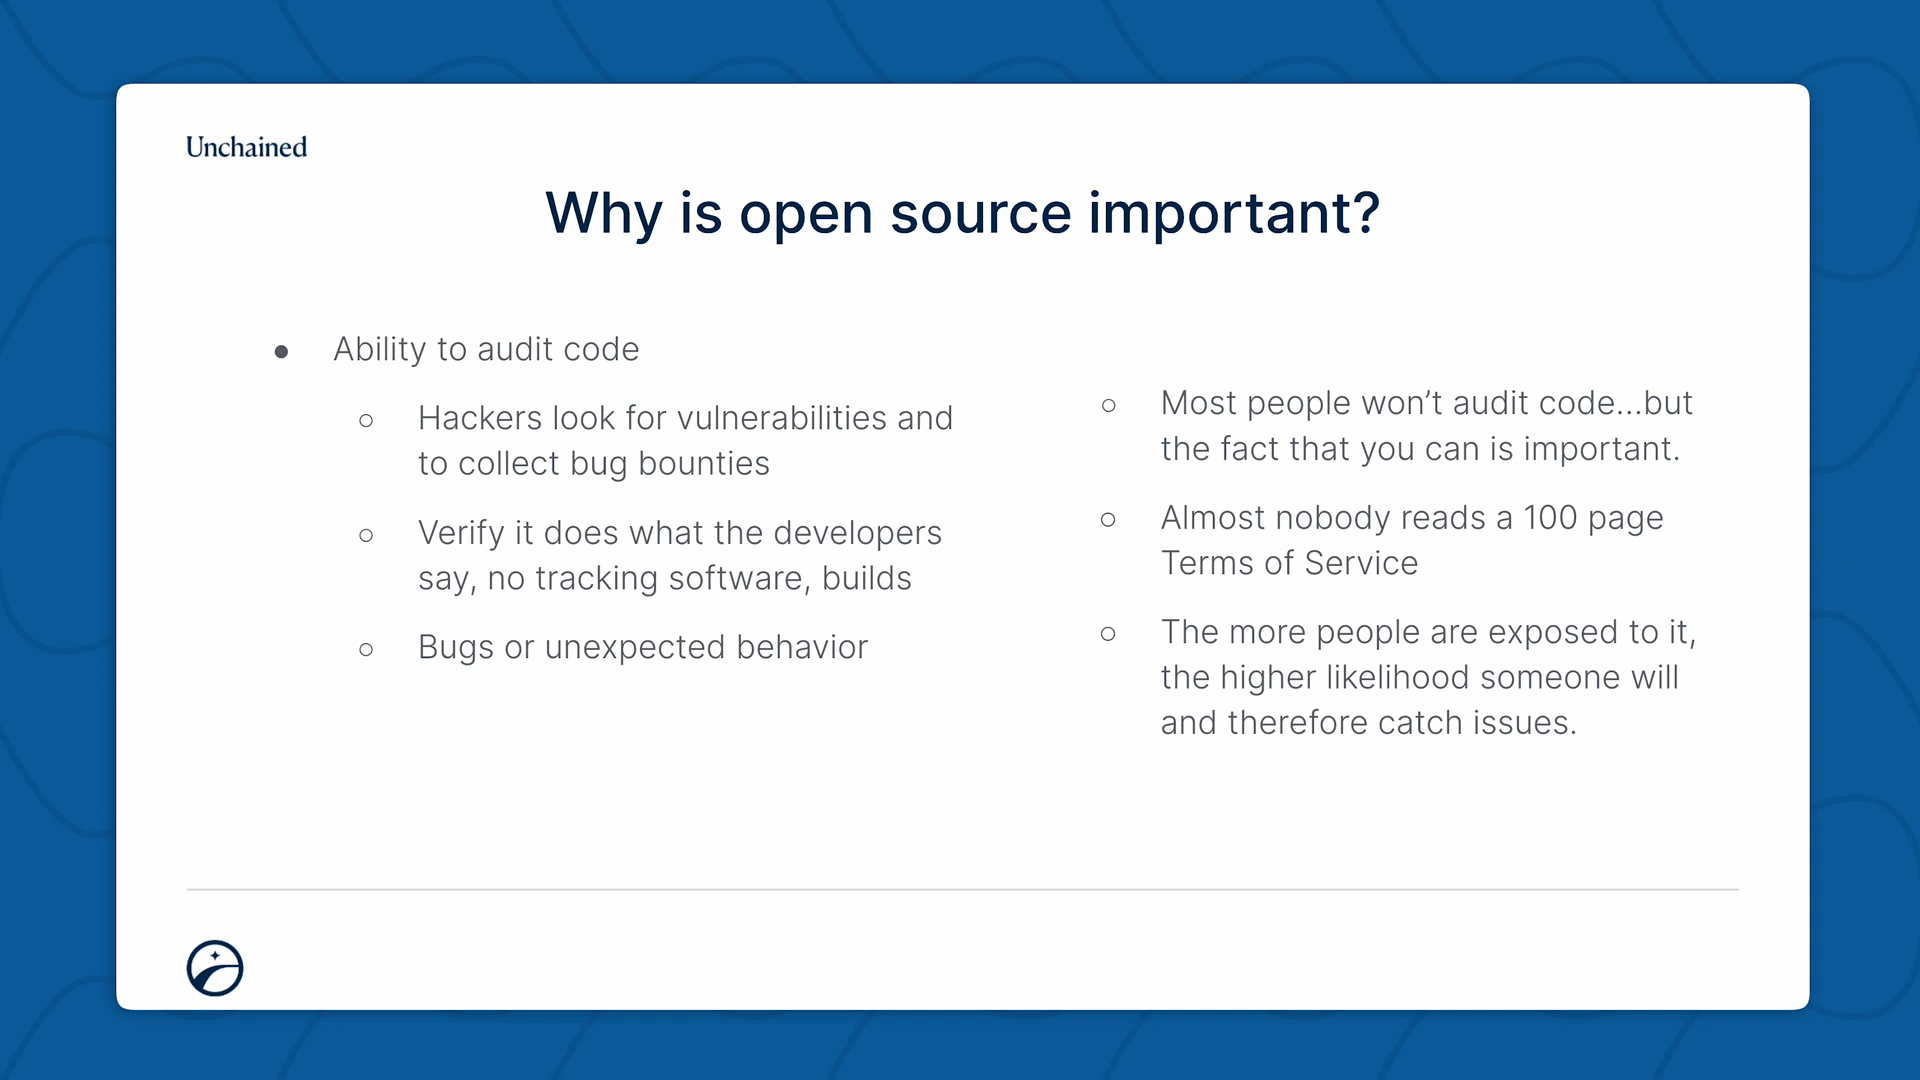 Unchained
Why is open source important?
● Ability to audit code
○ Hackers look for vulnerabilities and
to collect bug bounties
○ Verify it does what the developers
say, no tracking software, builds
○ Bugs or unexpected behavior
○ Most people won’t audit code...but
the fact that you can is important.
○ Almost nobody reads a 100 page
Terms of Service
○ The more people are exposed to it,
the higher likelihood someone will
and therefore catch issues.